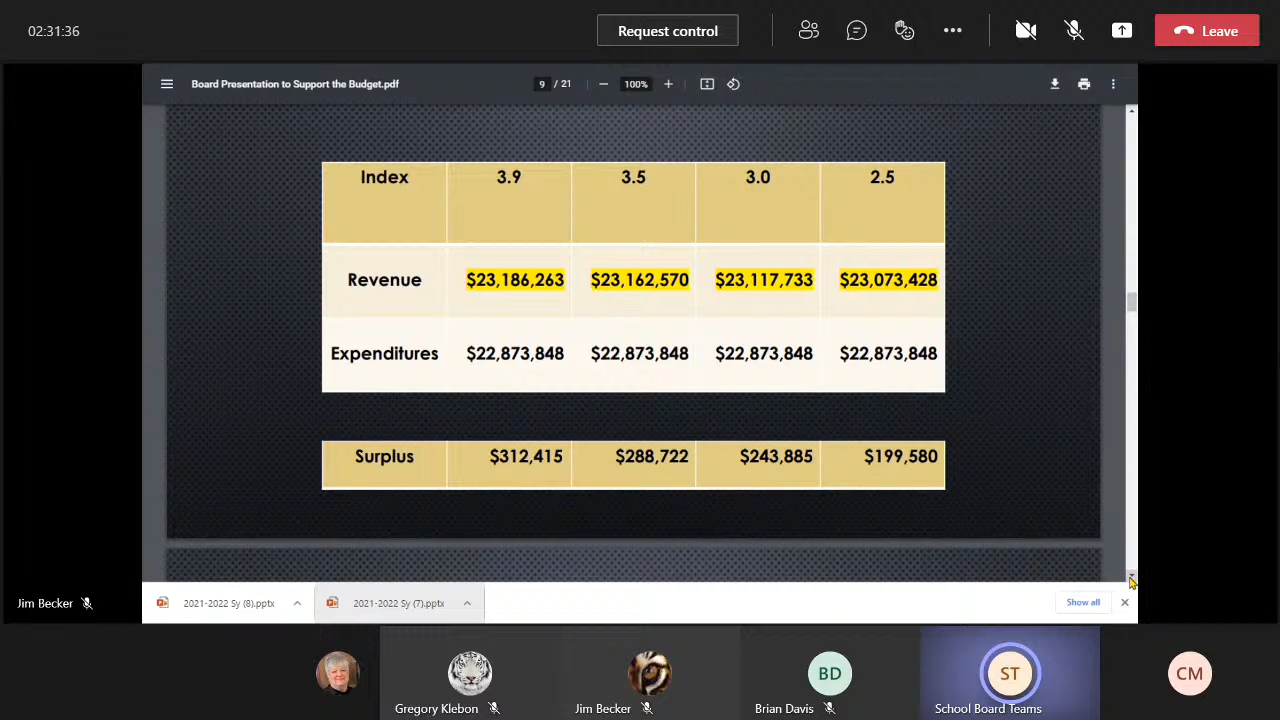 02:31:36
Request control
Leave
Board Presentation to Support the Budget.pdf
9 / 21
100%
Index 3.9 3.5 3.0 2.5
Revenue $23,186,263 $23,162,570 $23,117,733 $23,073,428
Expenditures $22,873,848 $22,873,848 $22,873,848 $22,873,848
Surplus $312,415 $288,722 $243,885 $199,580
Jim Becker
2021-2022 Sy (8).pptx
2021-2022 Sy (7).pptx
Show all
BD
ST
CM
Gregory Klebon
Jim Becker
Brian Davis
School Board Teams